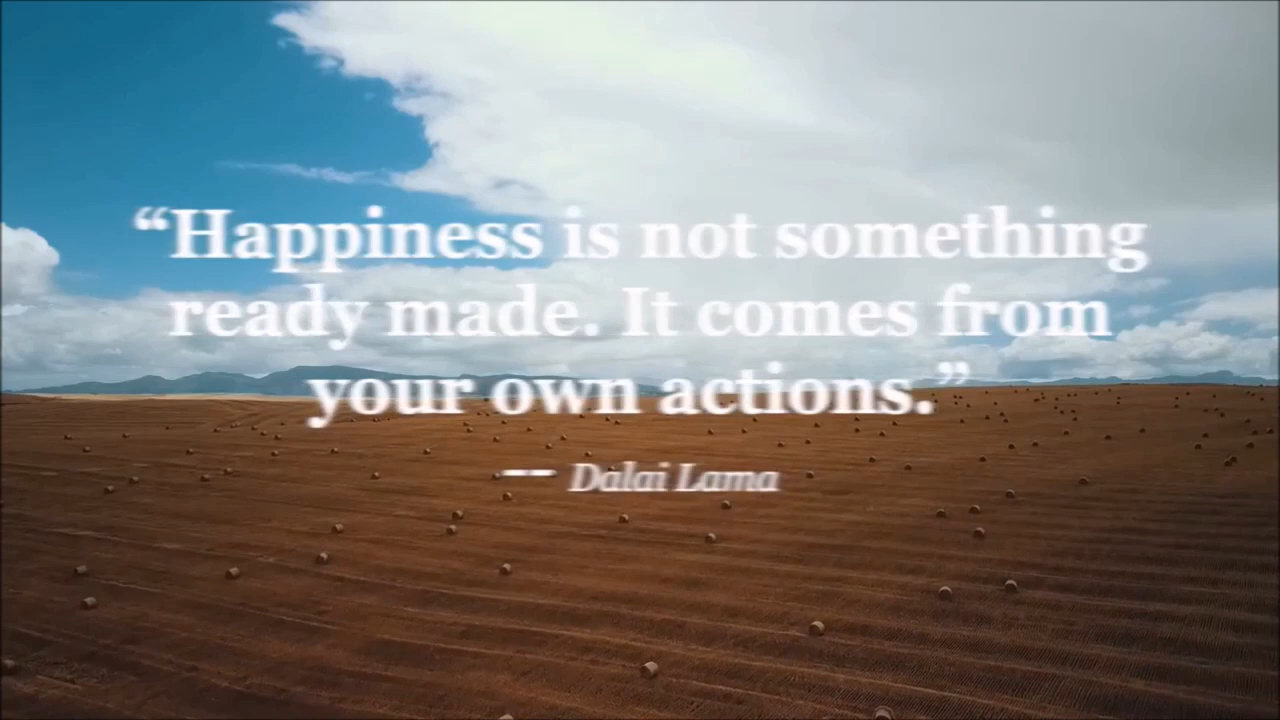 “Happiness is not something
ready made. It comes from
your own actions.”
— Dalai Lama